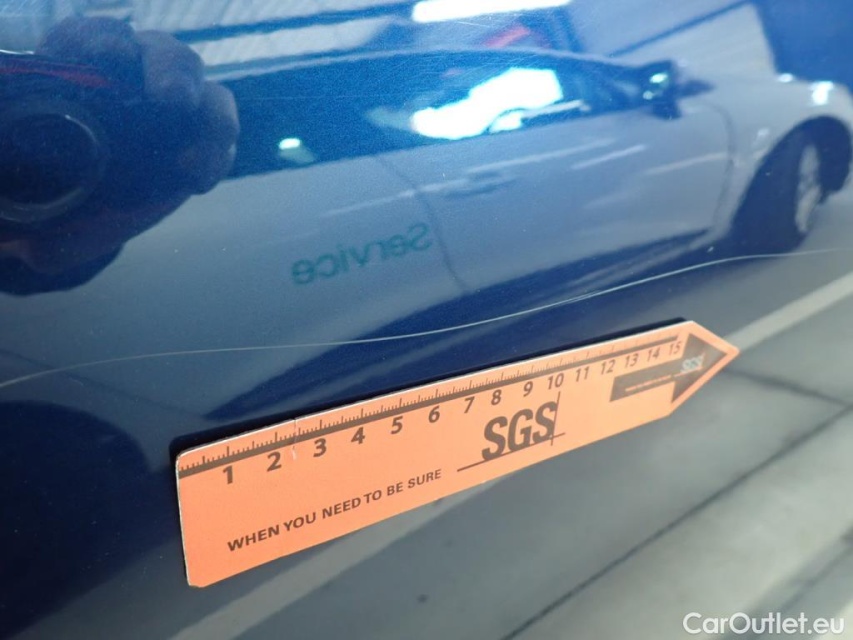 Service
1 2 3 4 5 6 7 8 9 10 11 12 13 14 15
SGS
WHEN YOU NEED TO BE SURE
SGS
CarOutlet.eu